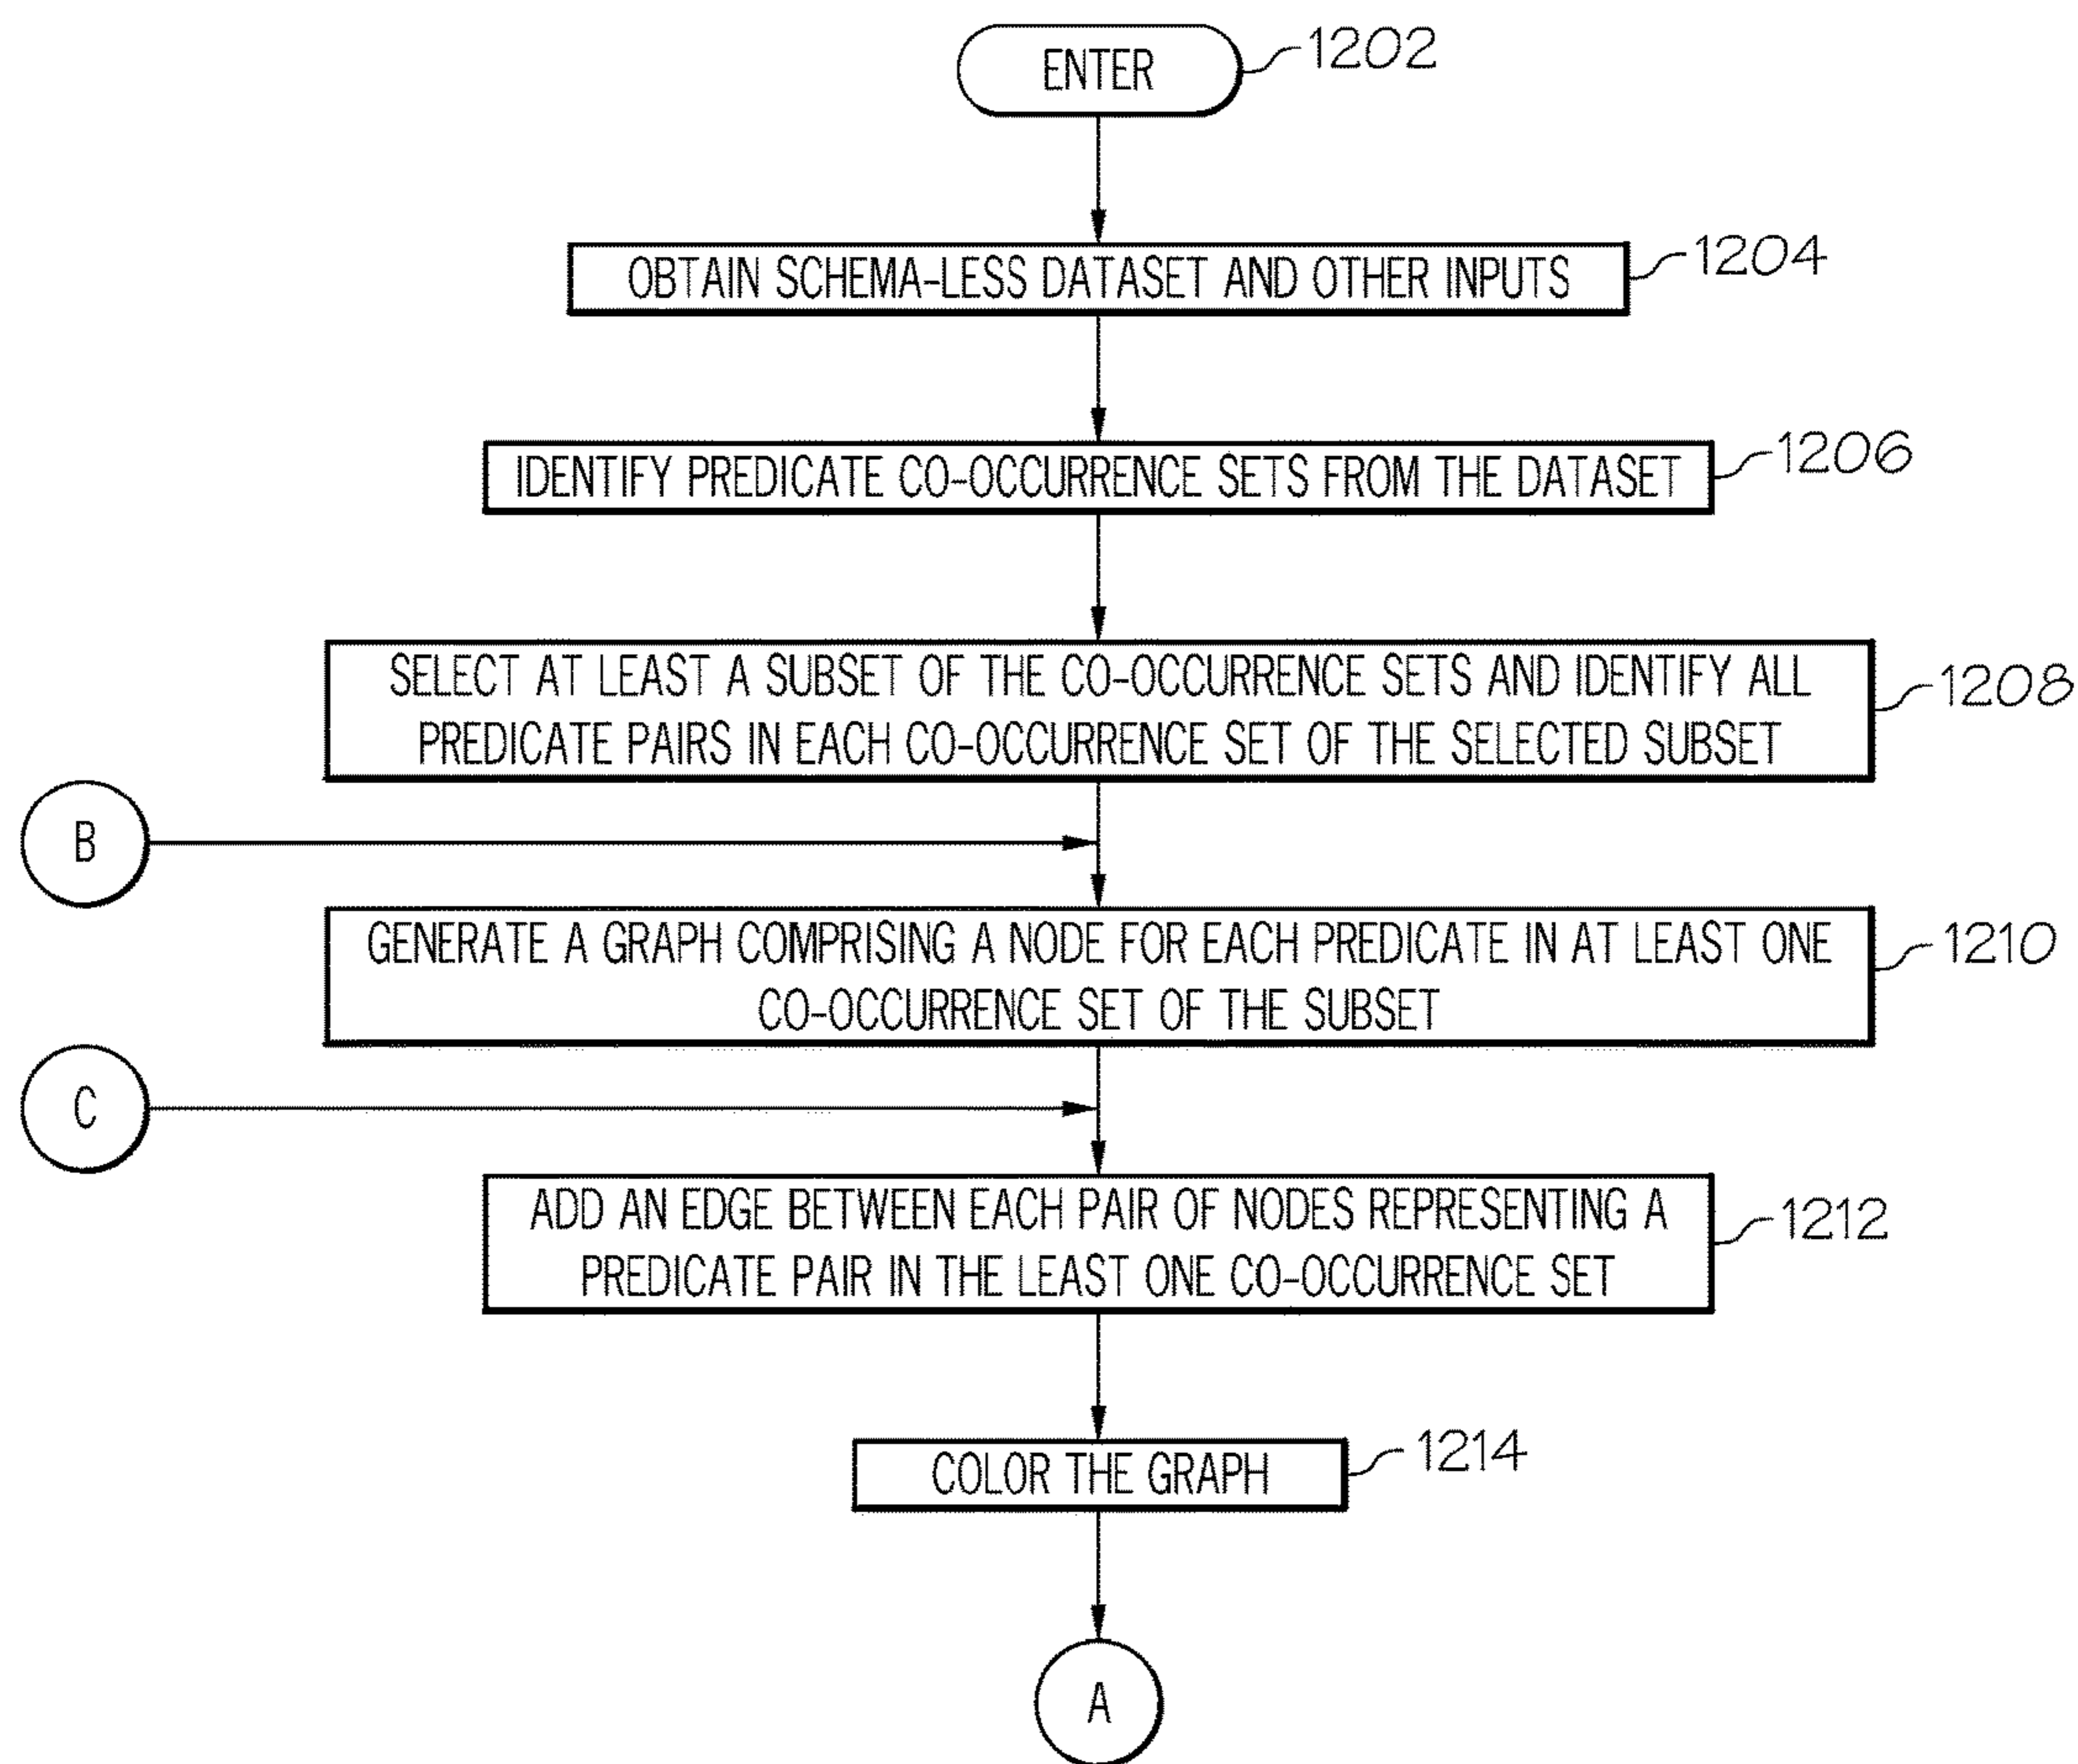 ENTER
1202
OBTAIN SCHEMA-LESS DATASET AND OTHER INPUTS
1204
IDENTIFY PREDICATE CO-OCCURRENCE SETS FROM THE DATASET
1206
SELECT AT LEAST A SUBSET OF THE CO-OCCURRENCE SETS AND IDENTIFY ALL
PREDICATE PAIRS IN EACH CO-OCCURRENCE SET OF THE SELECTED SUBSET
1208
B
GENERATE A GRAPH COMPRISING A NODE FOR EACH PREDICATE IN AT LEAST ONE
CO-OCCURRENCE SET OF THE SUBSET
1210
C
ADD AN EDGE BETWEEN EACH PAIR OF NODES REPRESENTING A
PREDICATE PAIR IN THE LEAST ONE CO-OCCURRENCE SET
1212
COLOR THE GRAPH
1214
A